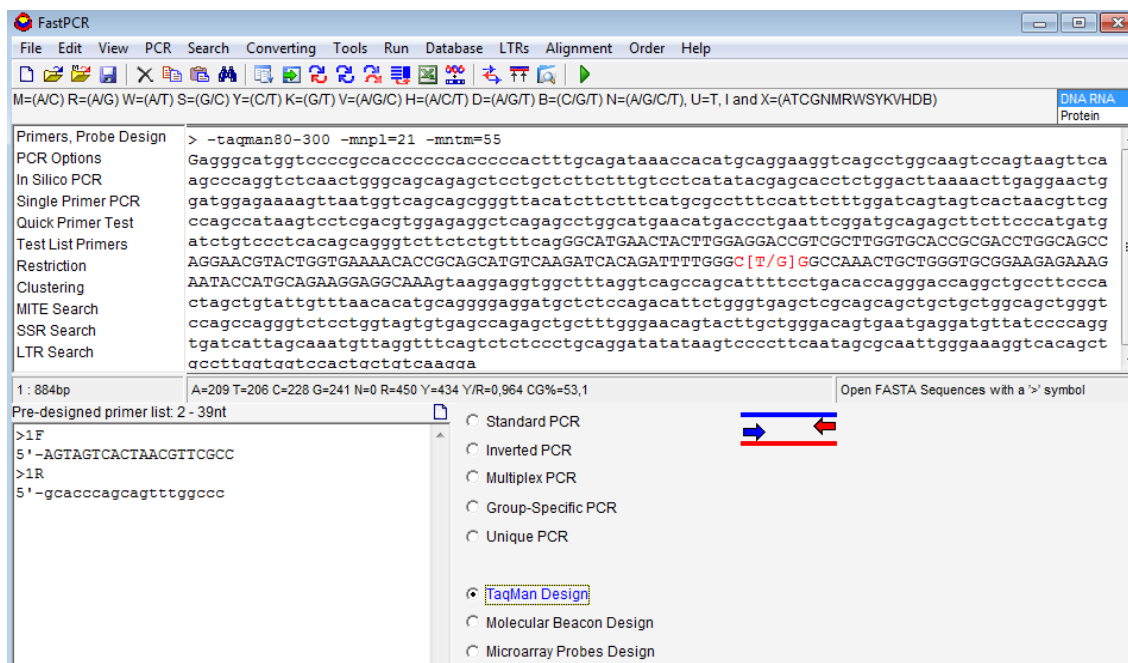 FastPCR
File Edit View PCR Search Converting Tools Run Database LTRs Alignment Order Help
M=(A/C) R=(A/G) W=(A/T) S=(G/C) Y=(C/T) K=(G/T) V=(A/G/C) H=(A/C/T) D=(A/G/T) B=(C/G/T) N=(A/G/C/T), U=T, I and X=(ATCGNMRWSYKVHDB)
DNA RNA
Protein
Primers, Probe Design
PCR Options
In Silico PCR
Single Primer PCR
Quick Primer Test
Test List Primers
Restriction
Clustering
MITE Search
SSR Search
LTR Search
> -taqman80-300 -mnpl=21 -mntm=55
Gagggcatggtccccgccacccccccacccccactttgcagataaaccacatgcaggaaggtcagcctggcaagtccagtaagttca
agcccaggtctcaactgggcagcagagctcctgctcttctttgtcctcatatacgagcacctctggacttaaaacttgaggaactg
gatggagaaaagttaatggtcagcagcgggttacatcttctttcatgcgcctttccattctttggatcagtagtcactaacgttcg
ccagccataagtcctcgacgtggagaggctcagagcctggcatgaacatgaccctgaattcggatgcagagcttcttcccatgatg
atctgtccctcacagcagggtcttctctgtttcagGGCATGAACTACTTGGAGGACCGTCGCTTGGTGCACCGCGACCTGGCAGCC
AGGAACGTACTGGTGAAAACACCGCAGCATGTCAAGATCACAGATTTTGGGC[T/G]GGCCAAACTGCTGGGTGCGGAAGAGAAAG
AATACCATGCAGAAGGAGGCAAAgtaaggaggtggctttaggtcagccagcattttcctgacaccagggaccaggctgccttccca
ctagctgtattgtttaacacatgcaggggaggatgctctccagacattctgggtgagctcgcagcagctgctgctggcagctgggt
ccagccagggtctcctggtagtgtgagccagagctgctttgggaacagtacttgctgggacagtgaatgaggatgttatccccagg
tgatcattagcaaatgttaggtttcagtctctccctgcaggatatataagtccccttcaatagcgcaattgggaaaggtcacagct
gccttggtggtccactgctgtcaagga
1 : 884bp
A=209 T=206 C=228 G=241 N=0 R=450 Y=434 Y/R=0,964 CG%=53,1
Open FASTA Sequences with a '>' symbol
Pre-designed primer list: 2 - 39nt
>1F
5'-AGTAGTCACTAACGTTCGCC
>1R
5'-gcacccagcagtttggccc
Standard PCR
Inverted PCR
Multiplex PCR
Group-Specific PCR
Unique PCR
TaqMan Design
Molecular Beacon Design
Microarray Probes Design